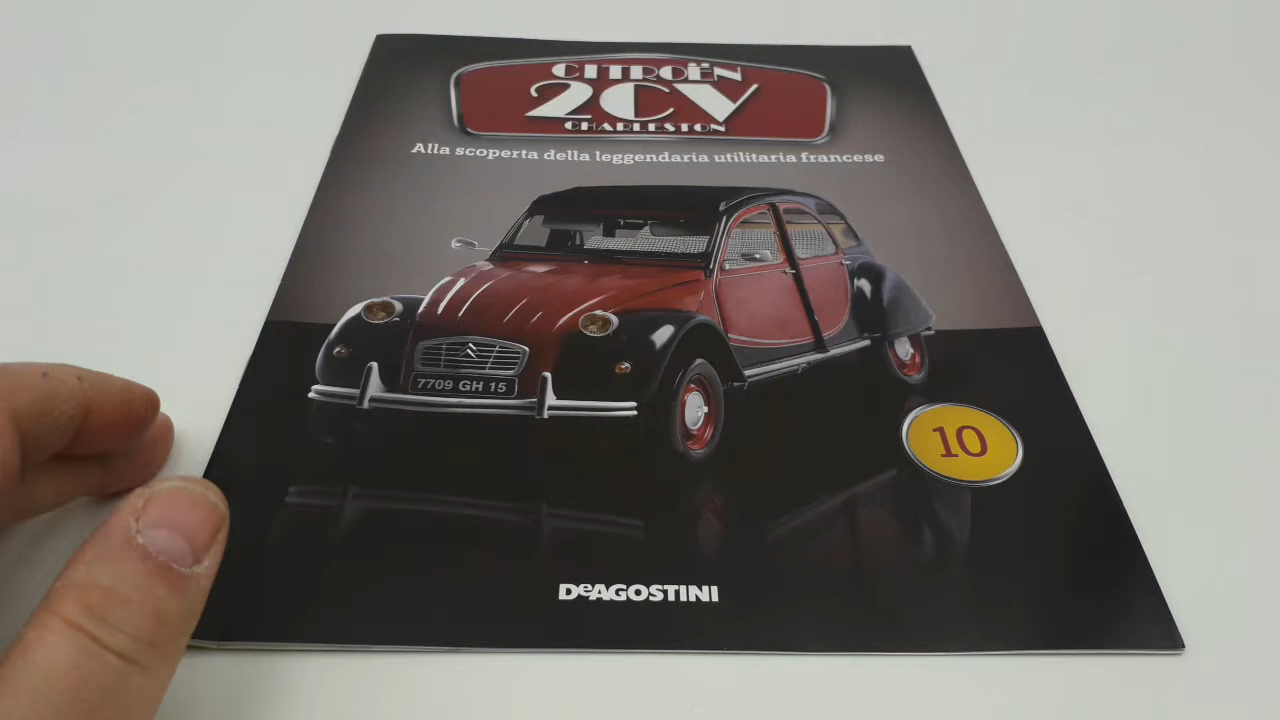 CITROËN
2CV
CHARLESTON
Alla scoperta della leggendaria utilitaria francese
7709 GH 15
10
DeAGOSTINI